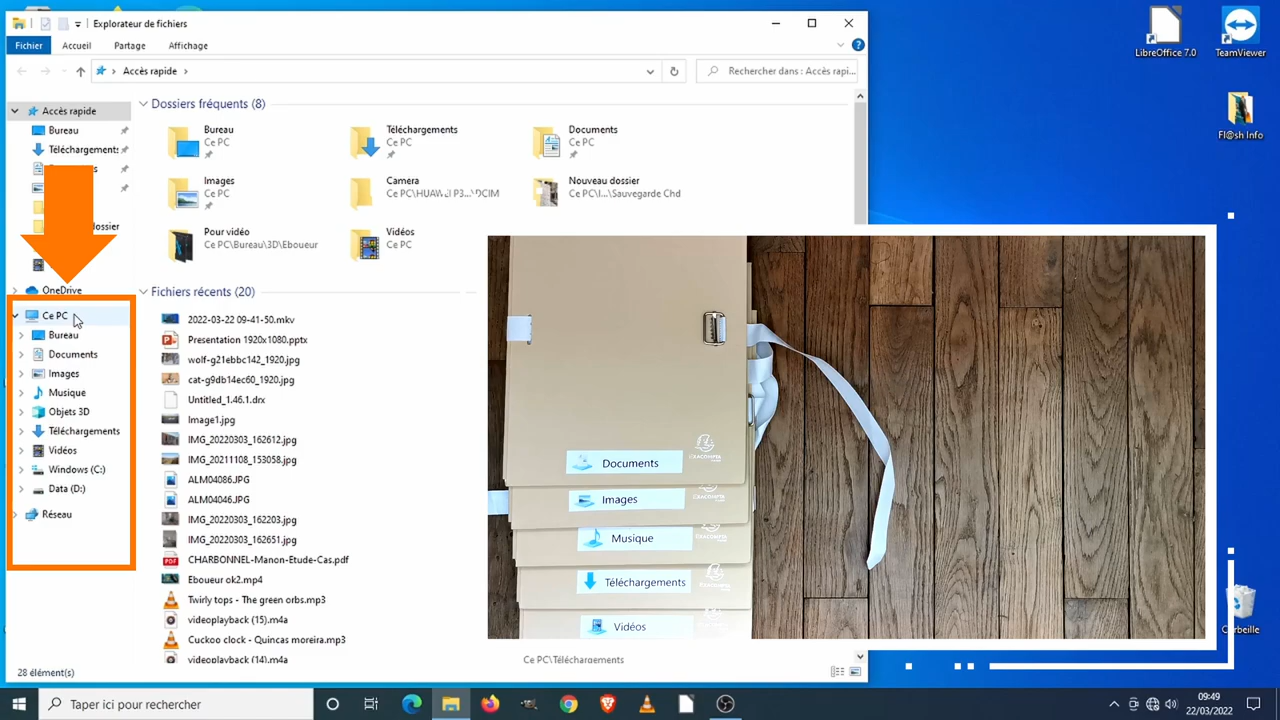 Explorateur de fichiers
Fichier
Accueil
Partage
Affichage
Accès rapide
Rechercher dans : Accès rapi...
Accès rapide
Bureau
Téléchargements
OneDrive
Ce PC
Bureau
Documents
Images
Musique
Objets 3D
Téléchargements
Vidéos
Windows (C:)
Data (D:)
Réseau
28 élément(s)
Dossiers fréquents (8)
Bureau
Ce PC
Téléchargements
Ce PC
Documents
Ce PC
Images
Ce PC
Camera
Ce PC\HUAWEI P3...\DCIM
Nouveau dossier
Ce PC\I...\Sauvegarde Chd
Pour vidéo
Ce PC\Bureau\3D\Eboueur
Vidéos
Ce PC
Fichiers récents (20)
2022-03-22 09-41-50.mkv
Presentation 1920x1080.pptx
wolf-g21ebbc142_1920.jpg
cat-g9db14ec60_1920.jpg
Untitled_1.46.1.drx
Image1.jpg
IMG_20220303_162612.jpg
IMG_20211108_153058.jpg
ALM04086.JPG
ALM04046.JPG
IMG_20220303_162203.jpg
IMG_20220303_162651.jpg
CHARBONNEL-Manon-Etude-Cas.pdf
Eboueur ok2.mp4
Twirly tops - The green orbs.mp3
videoplayback (15).m4a
Cuckoo clock - Quincas moreira.mp3
videoplayback (14).m4a
Ce PC\Téléchargements
Documents
EXACOMPTA
Images
Musique
Téléchargements
Vidéos
LibreOffice 7.0
TeamViewer
Fl@sh Info
Corbeille
Taper ici pour rechercher
09:49
22/03/2022